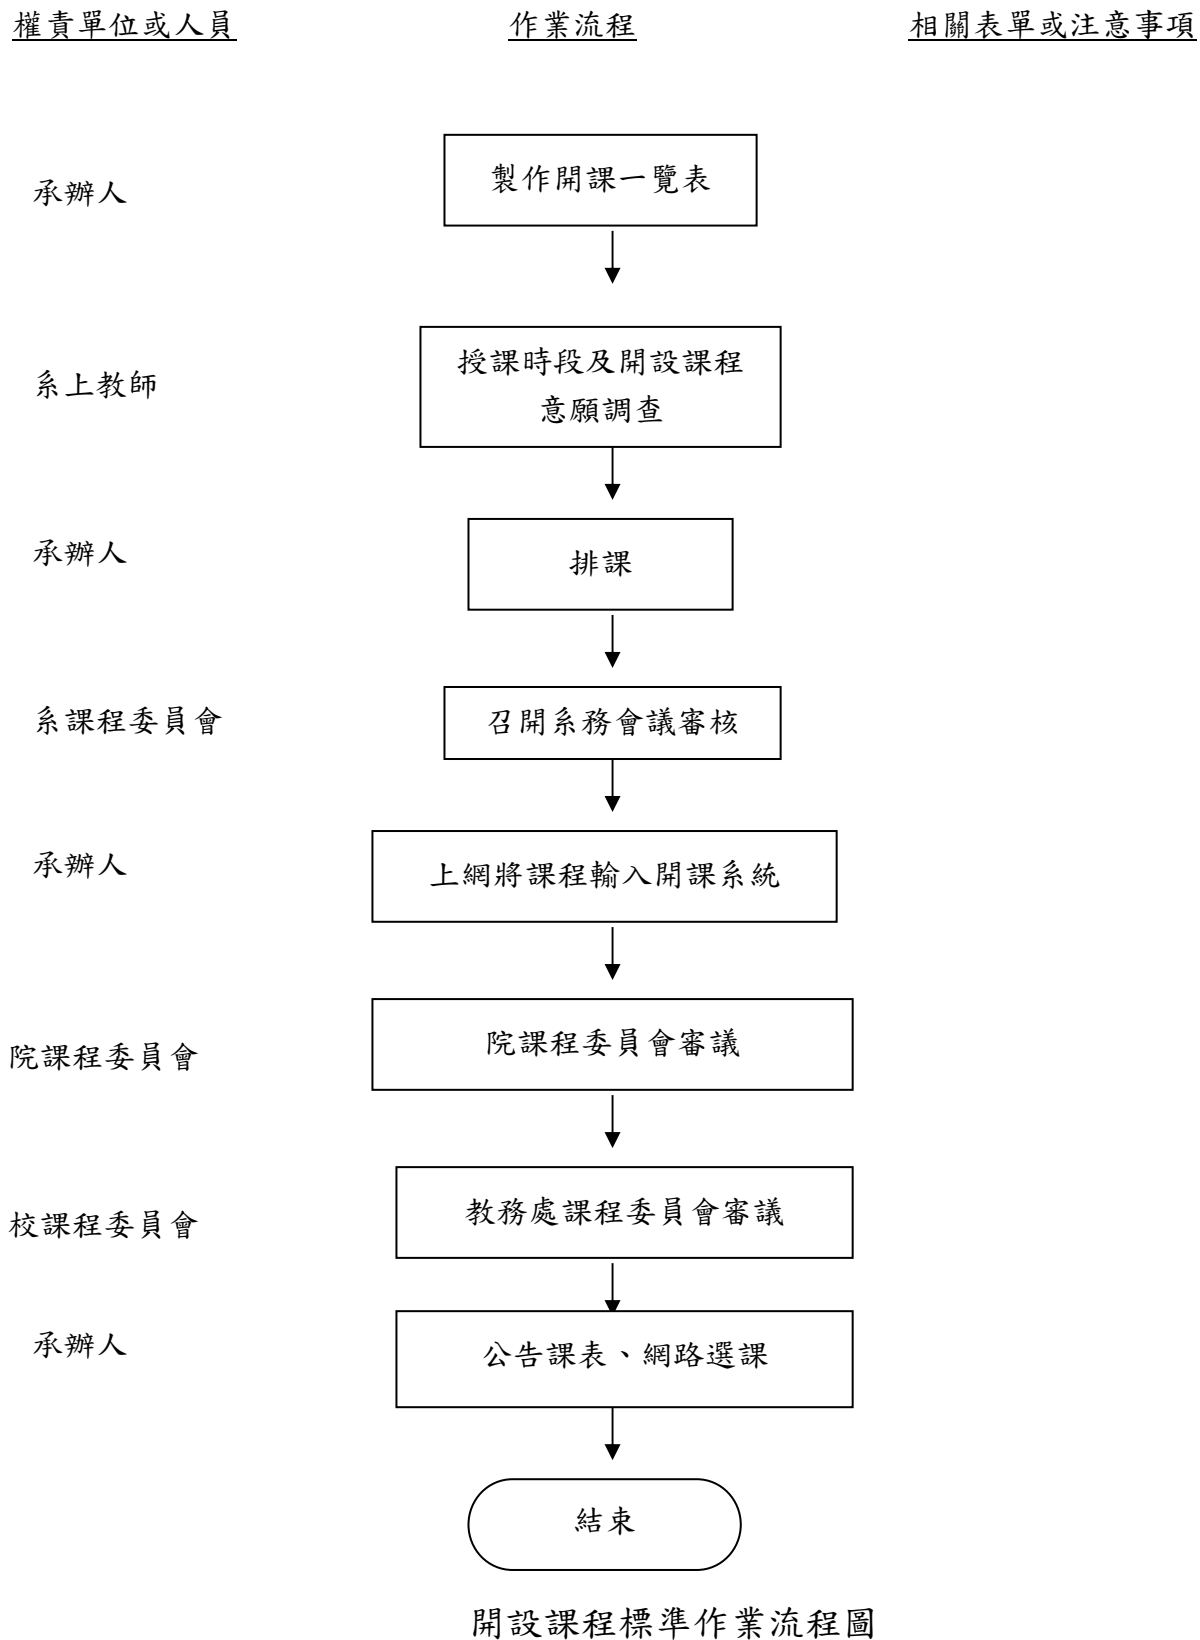 權責單位或人員 作業流程 相關表單或注意事項
承辦人 製作開課一覽表
系上教師 授課時段及開設課程
意願調查
承辦人 排課
系課程委員會 召開系務會議審核
承辦人 上網將課程輸入開課系統
院課程委員會 院課程委員會審議
校課程委員會 教務處課程委員會審議
承辦人 公告課表、網路選課
結束
開設課程標準作業流程圖